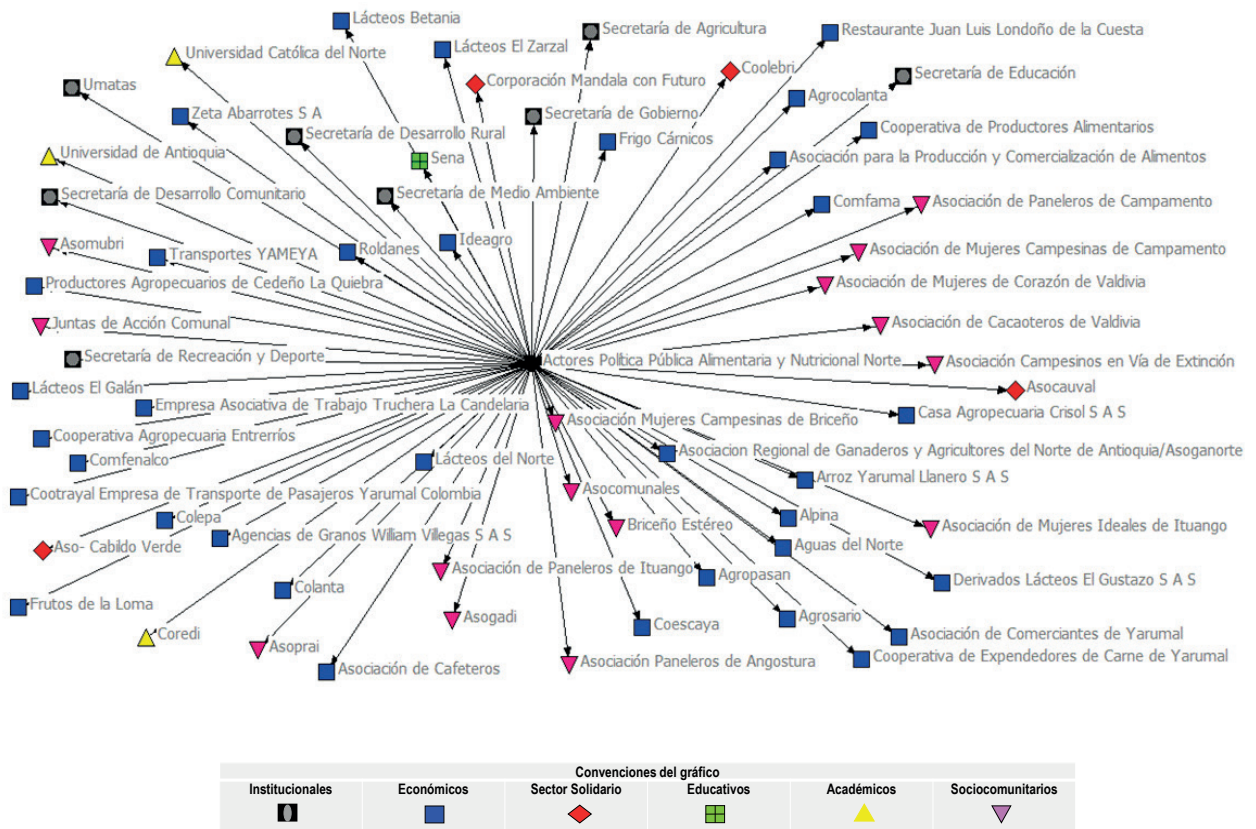 Lácteos Betania
Secretaría de Agricultura
Restaurante Juan Luis Londoño de la Cuesta
Universidad Católica del Norte
Lácteos El Zarzal
Coolebri
Secretaría de Educación
Umatas
Corporación Mandala con Futuro
Agrocolanta
Zeta Abarrotes S A
Secretaría de Gobierno
Cooperativa de Productores Alimentarios
Secretaría de Desarrollo Rural
Frigo Cárnicos
Universidad de Antioquia
Sena
Asociación para la Producción y Comercialización de Alimentos
Secretaría de Desarrollo Comunitario
Secretaría de Medio Ambiente
Comfama
Asociación de Paneleros de Campamento
Asomubri
Transportes YAMEYA
Roldanes
Ideagro
Asociación de Mujeres Campesinas de Campamento
Productores Agropecuarios de Cedeño La Quiebra
Asociación de Mujeres de Corazón de Valdivia
Juntas de Acción Comunal
Asociación de Cacaoteros de Valdivia
Secretaría de Recreación y Deporte
Actores Política Pública Alimentaria y Nutricional Norte
Asociación Campesinos en Vía de Extinción
Lácteos El Galán
Asocauval
Empresa Asociativa de Trabajo Truchera La Candelaria
Asociación Mujeres Campesinas de Briceño
Casa Agropecuaria Crisol S A S
Cooperativa Agropecuaria Entrerríos
Asociacion Regional de Ganaderos y Agricultores del Norte de Antioquia/Asoganorte
Comfenalco
Lácteos del Norte
Arroz Yarumal Llanero S A S
Cootrayal Empresa de Transporte de Pasajeros Yarumal Colombia
Asocomunales
Colepa
Briceño Estéreo
Alpina
Asociación de Mujeres Ideales de Ituango
Agencias de Granos William Villegas S A S
Aso- Cabildo Verde
Aguas del Norte
Asociación de Paneleros de Ituango
Agropasan
Derivados Lácteos El Gustazo S A S
Colanta
Frutos de la Loma
Asogadi
Agrosario
Coredi
Coescaya
Asociación de Comerciantes de Yarumal
Asoprai
Asociación de Cafeteros
Asociación Paneleros de Angostura
Cooperativa de Expendedores de Carne de Yarumal
Convenciones del gráfico
Institucionales Económicos Sector Solidario Educativos Académicos Sociocomunitarios